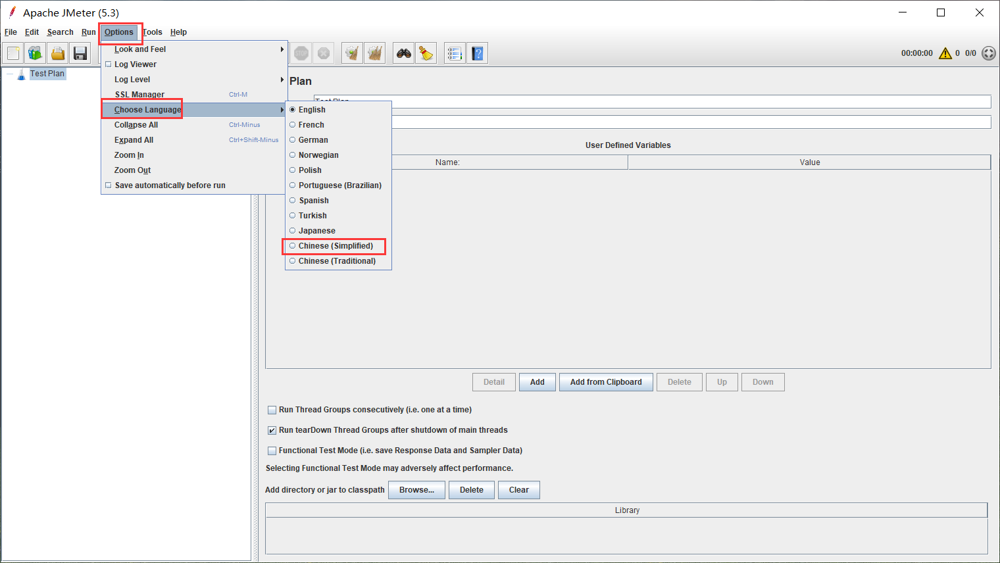 Apache JMeter (5.3)
File Edit Search Run Options Tools Help
00:00:00 0 0/0
Test Plan
Look and Feel
Log Viewer
Log Level
SSL Manager Ctrl-M
Choose Language
Collapse All Ctrl-Minus
Expand All Ctrl+Shift-Minus
Zoom In
Zoom Out
Save automatically before run
English
French
German
Norwegian
Polish
Portuguese (Brazilian)
Spanish
Turkish
Japanese
Chinese (Simplified)
Chinese (Traditional)
Plan
Test Plan
User Defined Variables
Name: Value
Detail Add Add from Clipboard Delete Up Down
Run Thread Groups consecutively (i.e. one at a time)
Run tearDown Thread Groups after shutdown of main threads
Functional Test Mode (i.e. save Response Data and Sampler Data)
Selecting Functional Test Mode may adversely affect performance.
Add directory or jar to classpath Browse... Delete Clear
Library